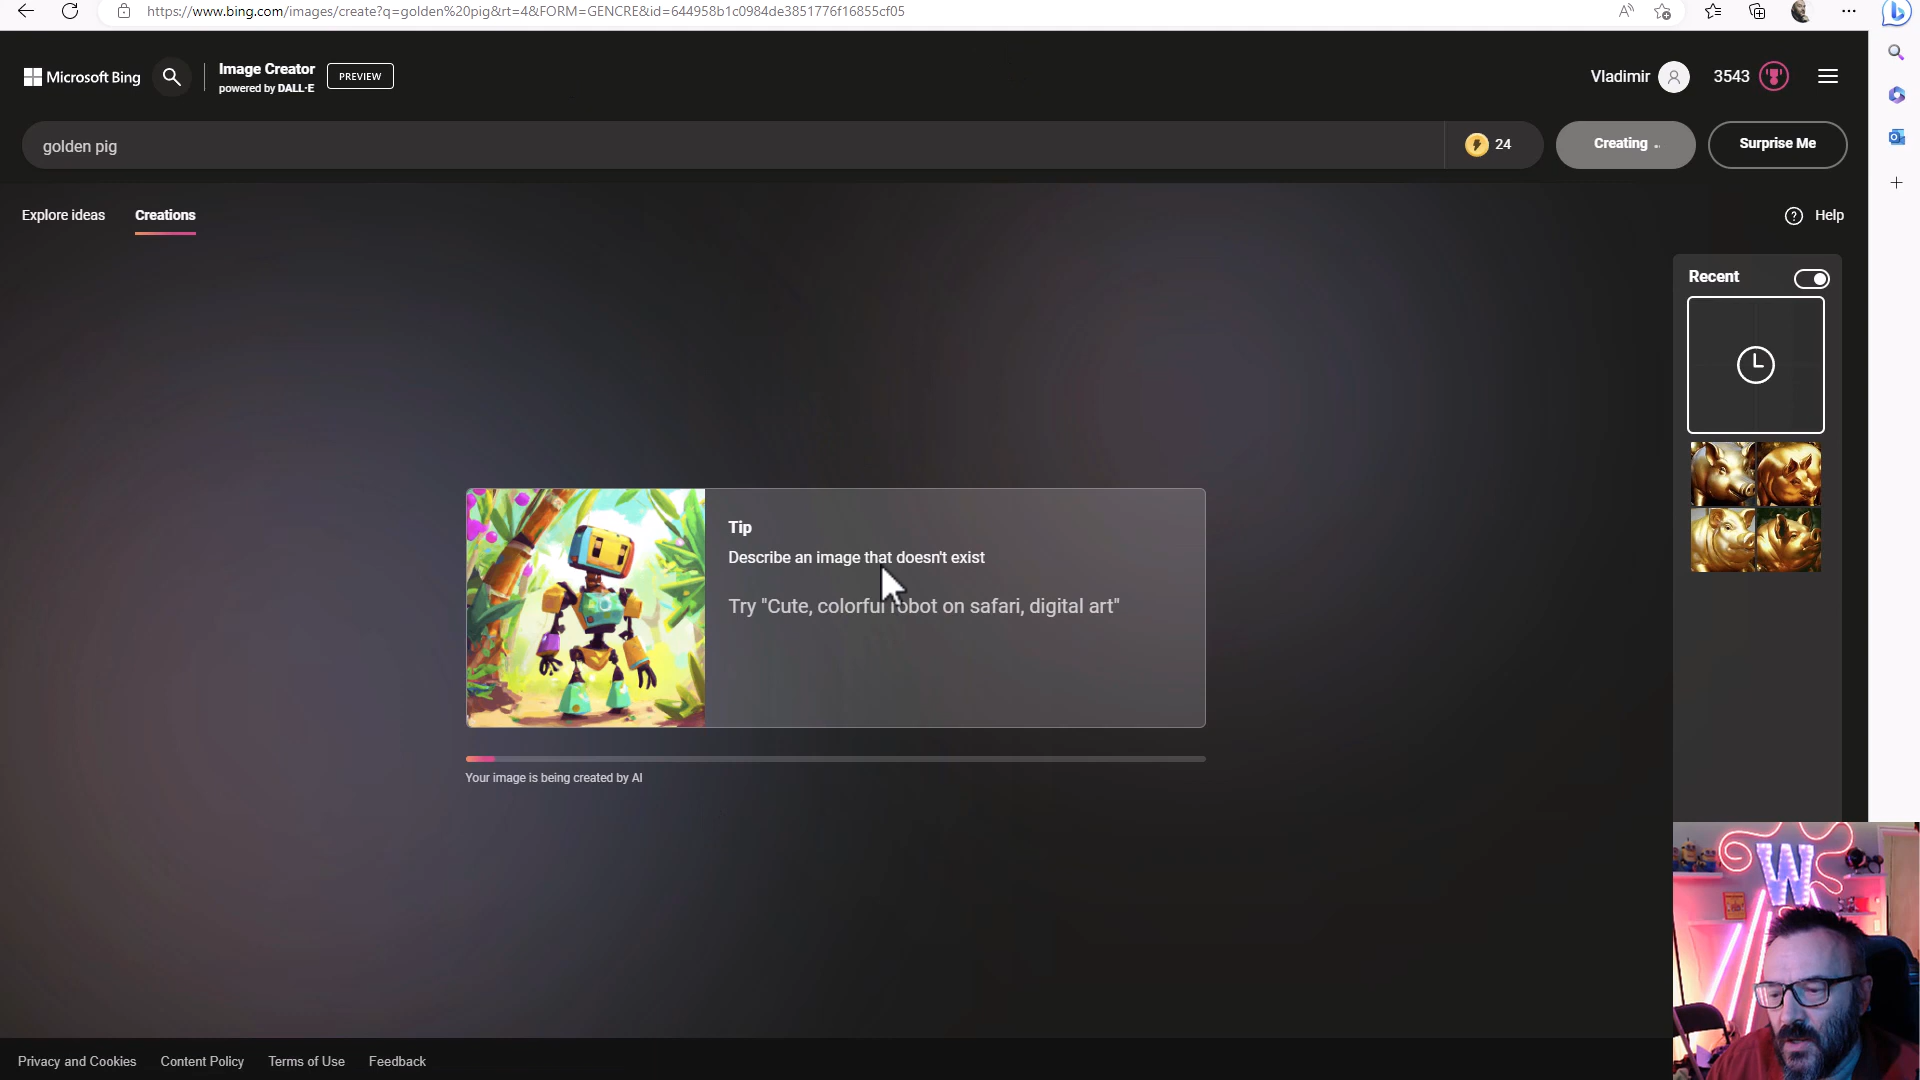 https://www.bing.com/images/create?q=golden%20pig&rt=4&FORM=GENCRE&id=644958b1c0984de3851776f16855cf05
Microsoft Bing
Image Creator
powered by DALL·E
PREVIEW
Vladimir
3543
golden pig
24
Creating ..
Surprise Me
Explore ideas
Creations
Help
Recent
Tip
Describe an image that doesn't exist
Try "Cute, colorful robot on safari, digital art"
Your image is being created by AI
W
Privacy and Cookies
Content Policy
Terms of Use
Feedback